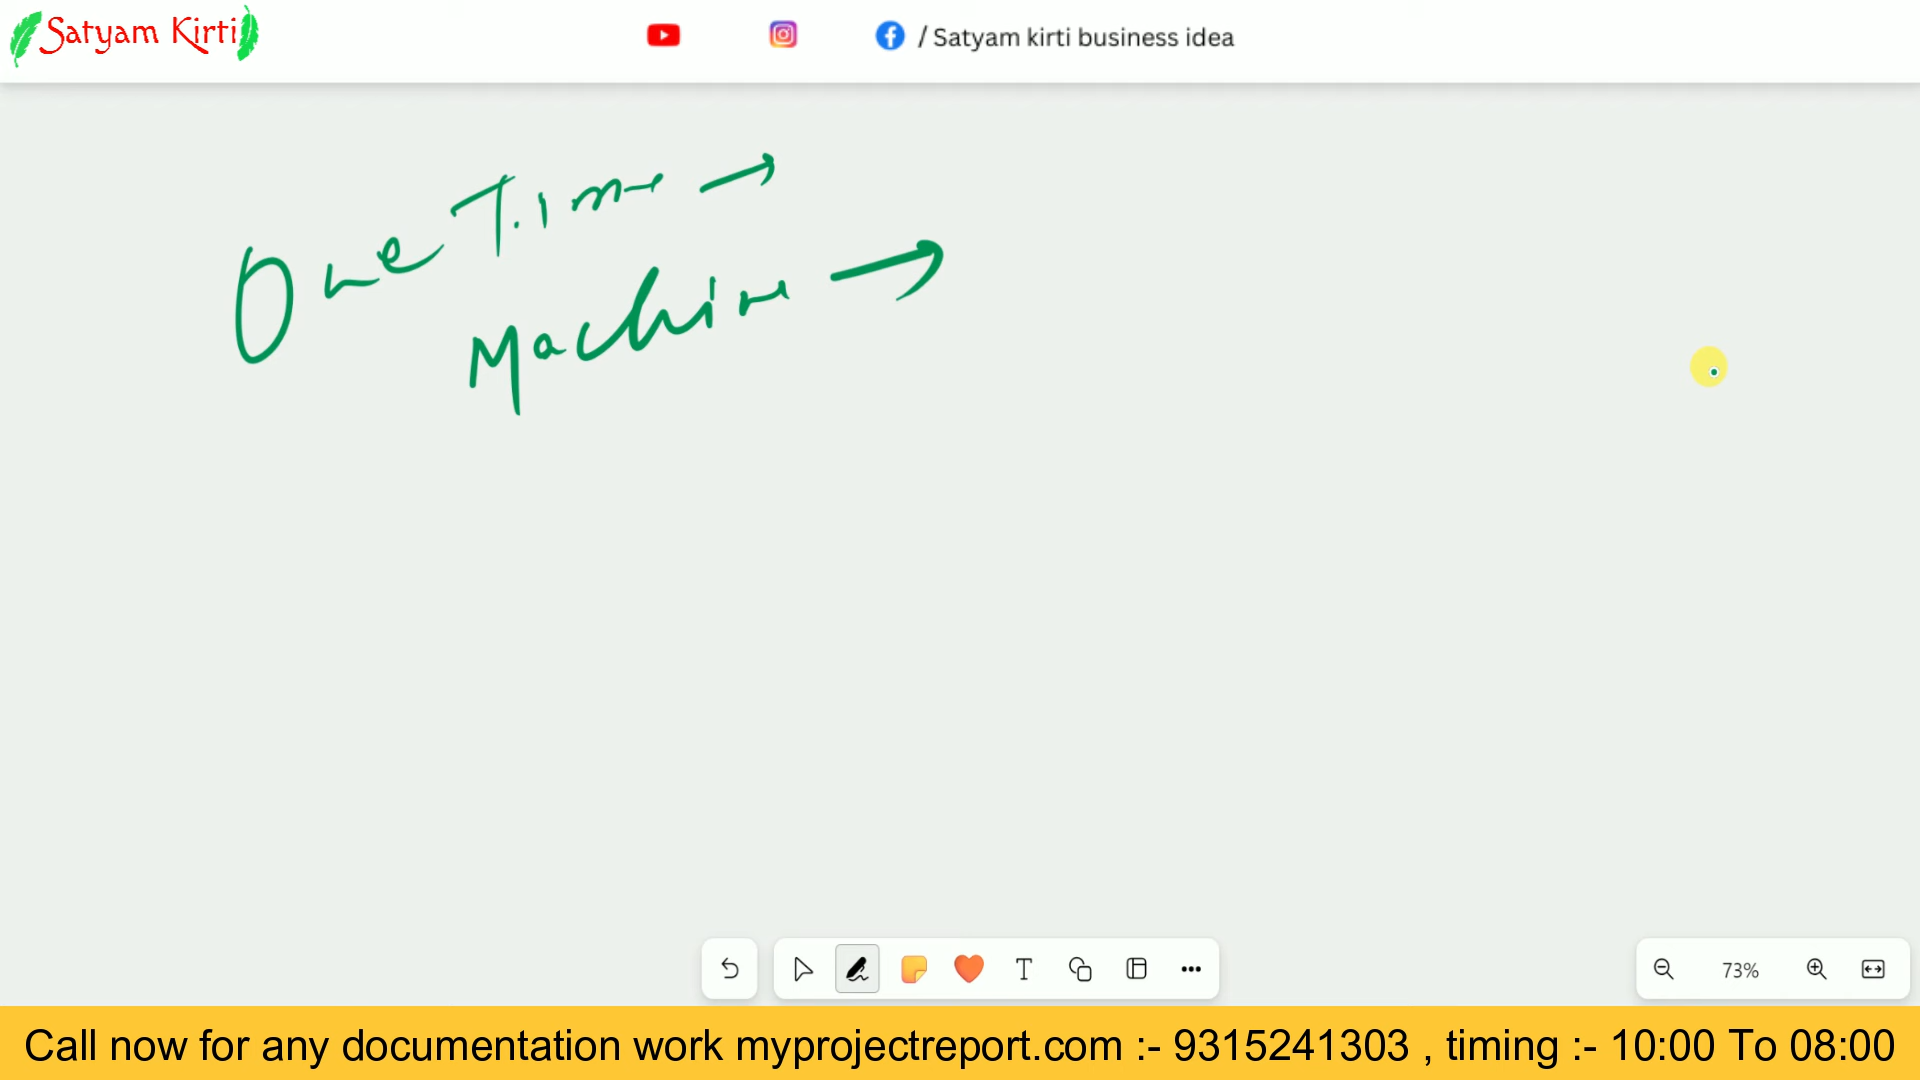 Satyam Kirti
/ Satyam kirti business idea
One Time →
Machine →
73%
Call now for any documentation work myprojectreport.com :- 9315241303 , timing :- 10:00 To 08:00